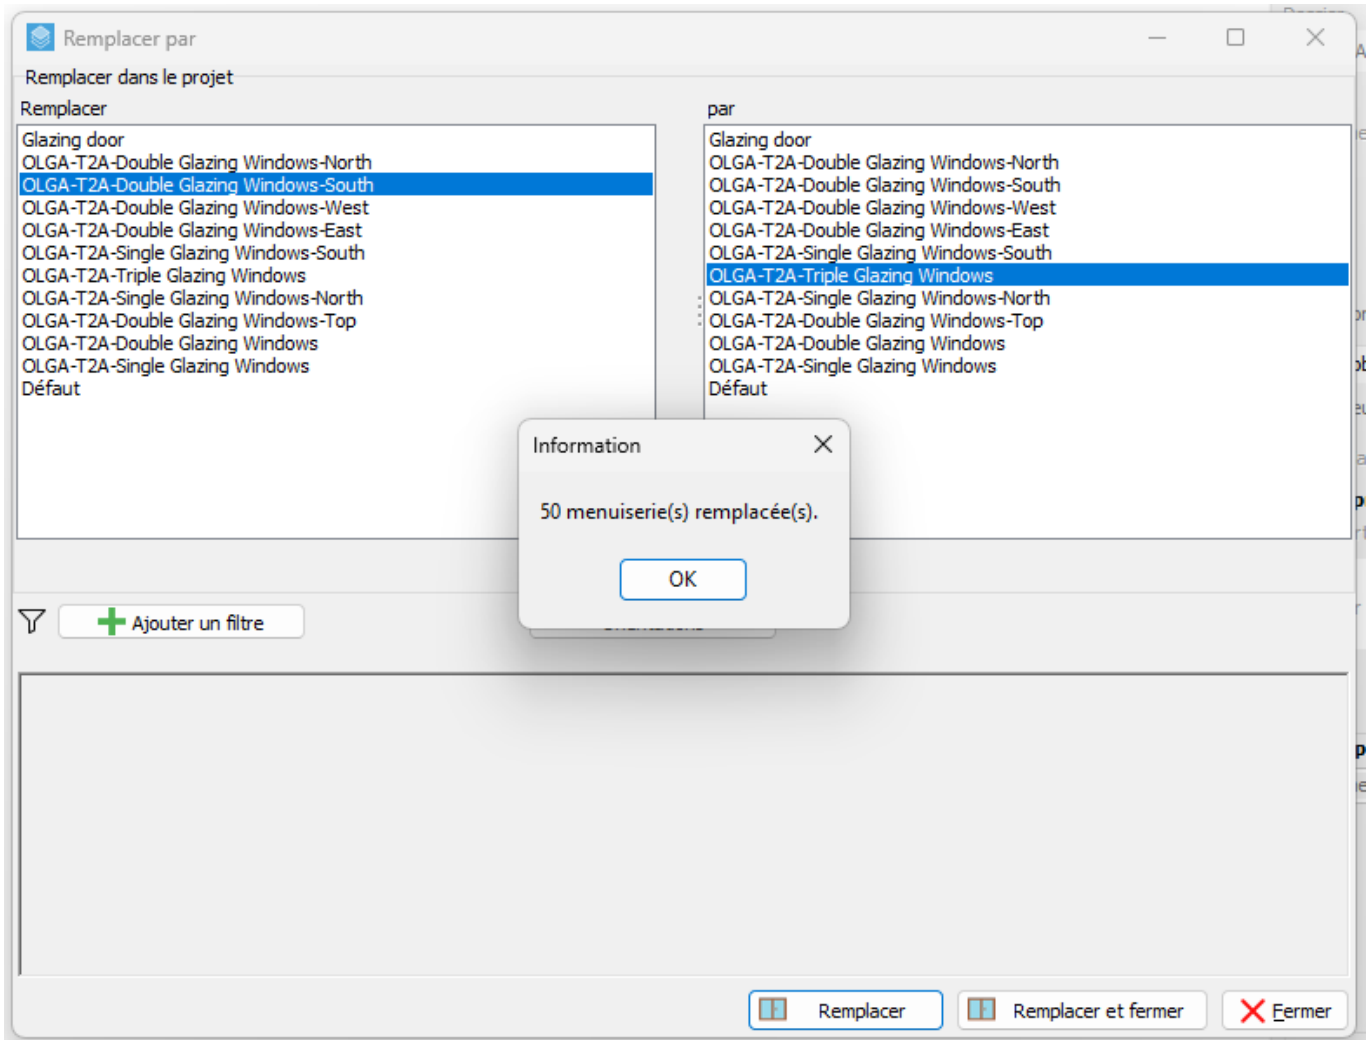 Remplacer par
Remplacer dans le projet
Remplacer
par
Glazing door
OLGA-T2A-Double Glazing Windows-North
OLGA-T2A-Double Glazing Windows-South
OLGA-T2A-Double Glazing Windows-West
OLGA-T2A-Double Glazing Windows-East
OLGA-T2A-Single Glazing Windows-South
OLGA-T2A-Triple Glazing Windows
OLGA-T2A-Single Glazing Windows-North
OLGA-T2A-Double Glazing Windows-Top
OLGA-T2A-Double Glazing Windows
OLGA-T2A-Single Glazing Windows
Défaut
Glazing door
OLGA-T2A-Double Glazing Windows-North
OLGA-T2A-Double Glazing Windows-South
OLGA-T2A-Double Glazing Windows-West
OLGA-T2A-Double Glazing Windows-East
OLGA-T2A-Single Glazing Windows-South
OLGA-T2A-Triple Glazing Windows
OLGA-T2A-Single Glazing Windows-North
OLGA-T2A-Double Glazing Windows-Top
OLGA-T2A-Double Glazing Windows
OLGA-T2A-Single Glazing Windows
Défaut
Information
50 menuiserie(s) remplacée(s).
OK
Ajouter un filtre
Remplacer
Remplacer et fermer
Fermer